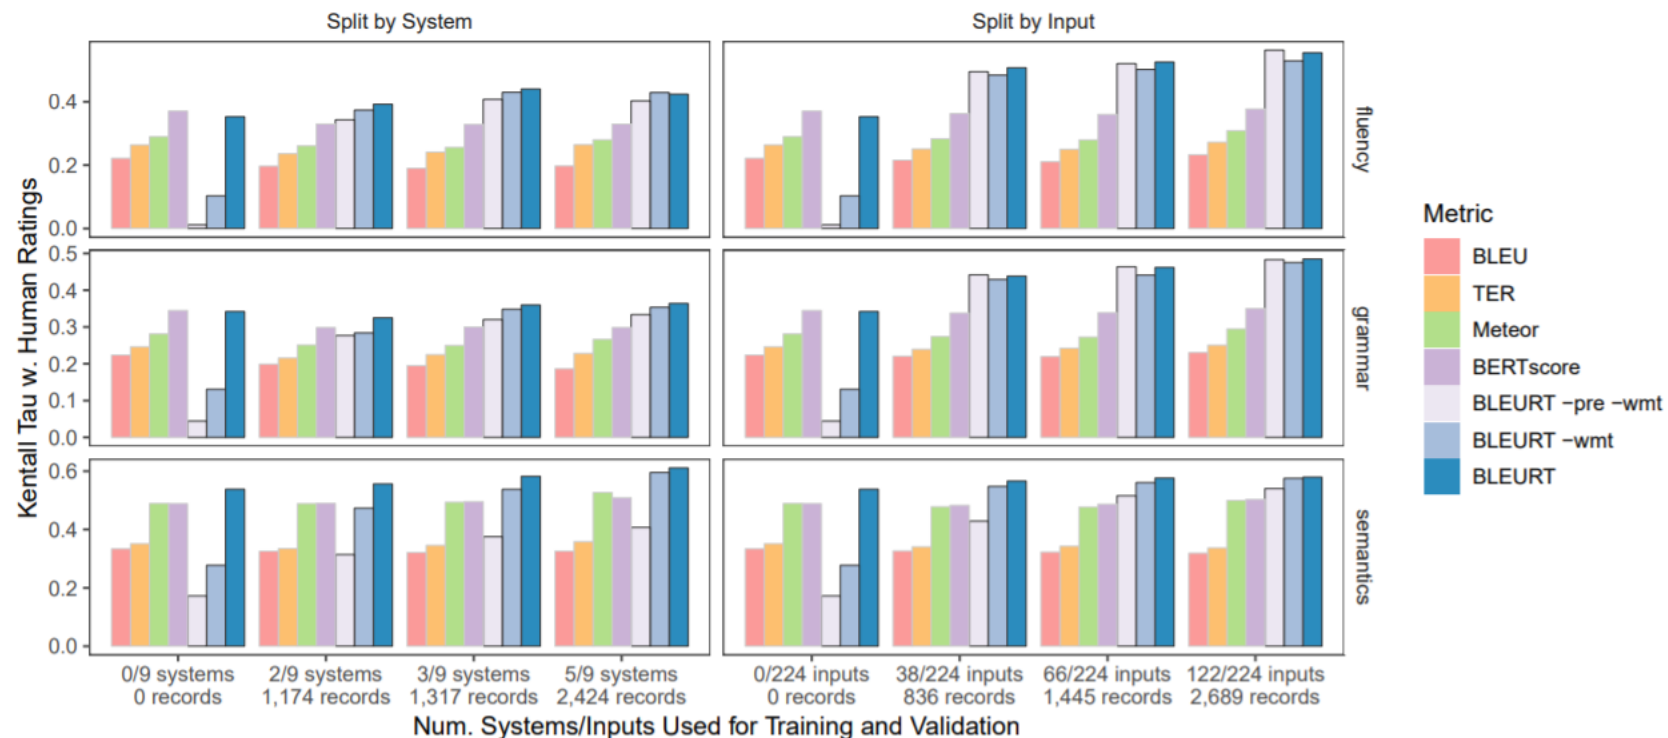 Split by System
Split by Input
Kentall Tau w. Human Ratings
0.4
0.2
0.0
fluency
0.5
0.4
0.3
0.2
0.1
0.0
grammar
0.6
0.4
0.2
0.0
semantics
0/9 systems
0 records
2/9 systems
1,174 records
3/9 systems
1,317 records
5/9 systems
2,424 records
0/224 inputs
0 records
38/224 inputs
836 records
66/224 inputs
1,445 records
122/224 inputs
2,689 records
Num. Systems/Inputs Used for Training and Validation
Metric
BLEU
TER
Meteor
BERTscore
BLEURT −pre −wmt
BLEURT −wmt
BLEURT